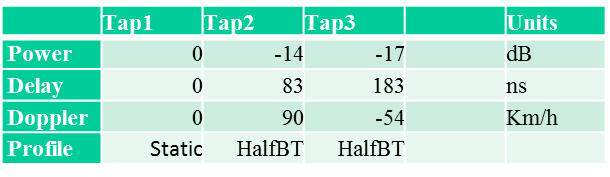 Tap1 Tap2 Tap3 Units
Power 0 -14 -17 dB
Delay 0 83 183 ns
Doppler 0 90 -54 Km/h
Profile Static HalfBT HalfBT